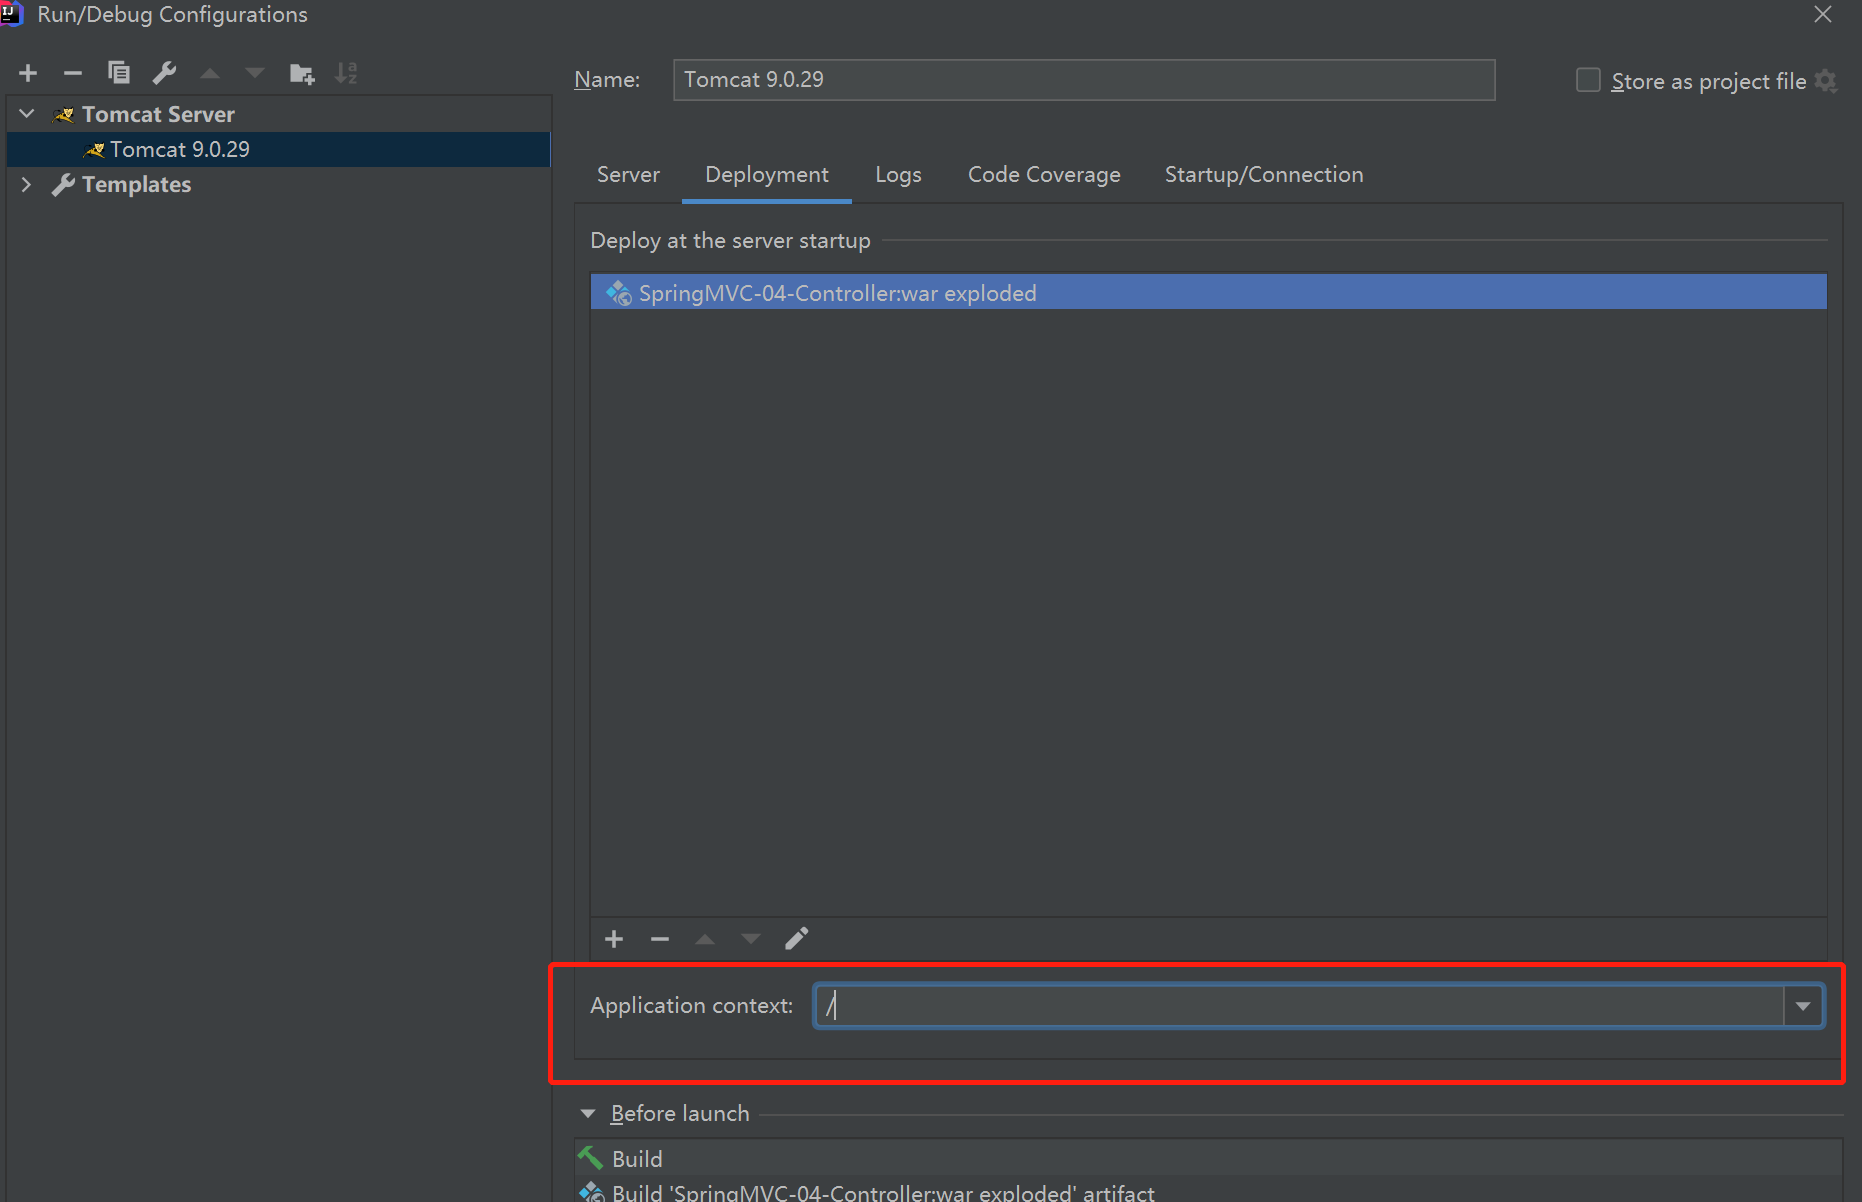 Run/Debug Configurations
Name: Tomcat 9.0.29
Store as project file
Tomcat Server
Tomcat 9.0.29
Templates
Server Deployment Logs Code Coverage Startup/Connection
Deploy at the server startup
SpringMVC-04-Controller:war exploded
Application context: /
Before launch
Build
Build 'SpringMVC-04-Controller:war exploded' artifact